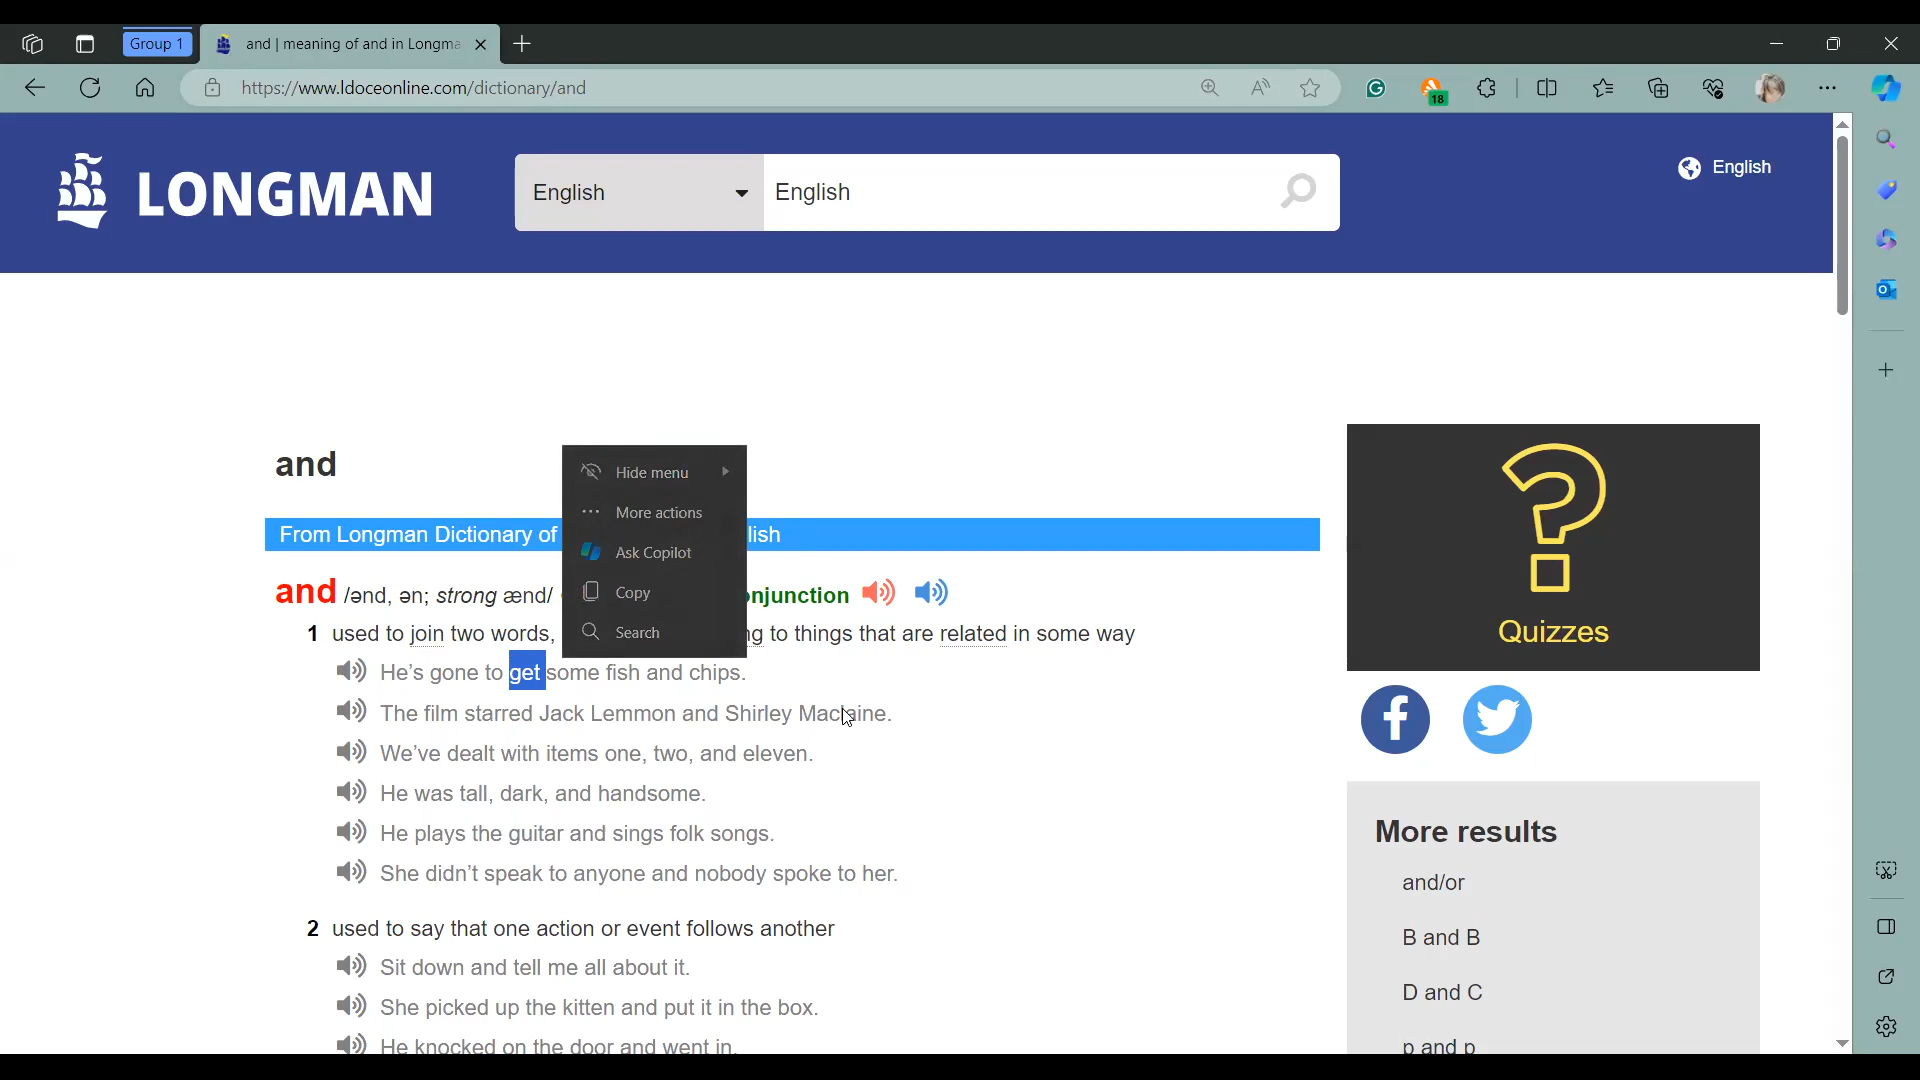 Group 1
and | meaning of and in Longma
https://www.ldoceonline.com/dictionary/and
18
LONGMAN
English
English
English
and
Hide menu
More actions
Ask Copilot
Copy
Search
From Longman Dictionary of lish
and /ənd, ən; strong ænd/ onjunction
1 used to join two words, ng to things that are related in some way
He's gone to get some fish and chips.
The film starred Jack Lemmon and Shirley Maclaine.
We've dealt with items one, two, and eleven.
He was tall, dark, and handsome.
He plays the guitar and sings folk songs.
She didn't speak to anyone and nobody spoke to her.
2 used to say that one action or event follows another
Sit down and tell me all about it.
She picked up the kitten and put it in the box.
He knocked on the door and went in.
Quizzes
More results
and/or
B and B
D and C
p and p